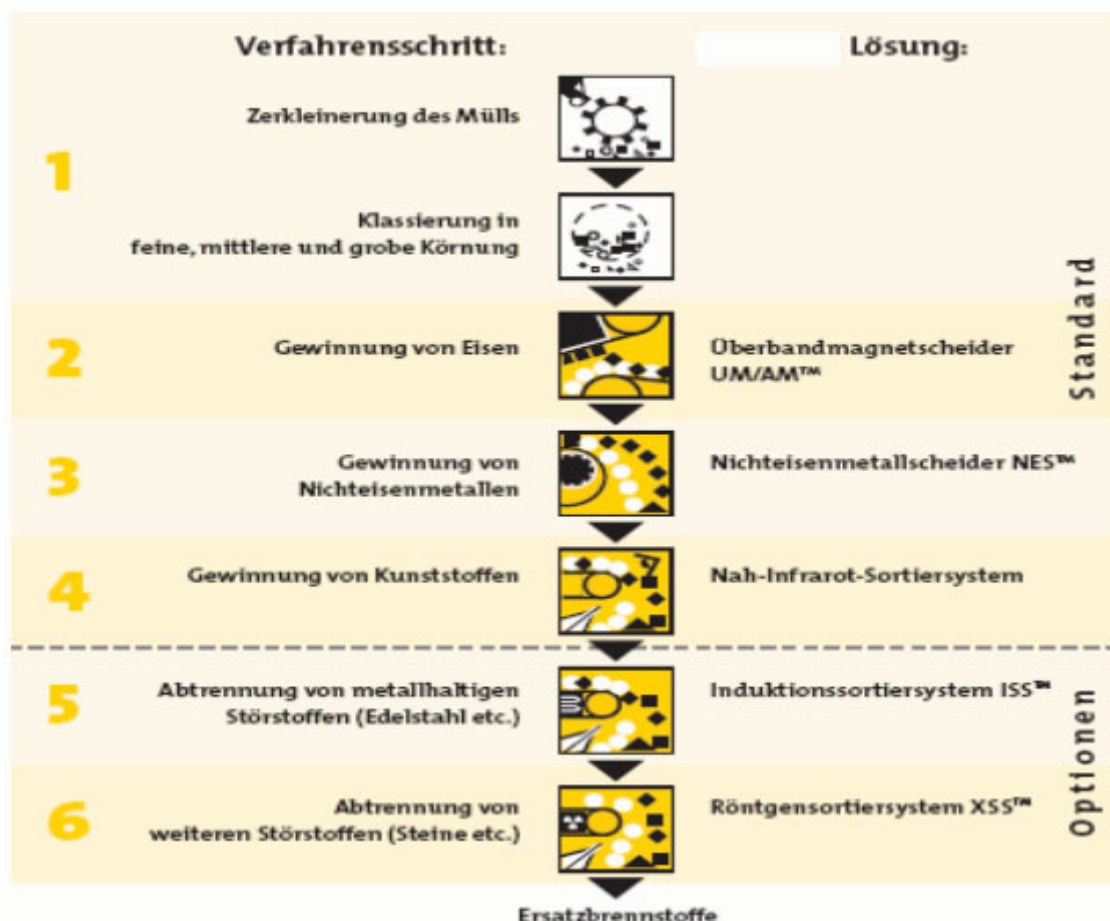 Verfahrensschritt:
Lösung:
1
Zerkleinerung des Mülls
Klassierung in
feine, mittlere und grobe Körnung
2
Gewinnung von Eisen
Überbandmagnetscheider
UM/AM™
3
Gewinnung von
Nichteisenmetallen
Nichteisenmetallscheider NES™
4
Gewinnung von Kunststoffen
Nah-Infrarot-Sortiersystem
Standard
5
Abtrennung von metallhaltigen
Störstoffen (Edelstahl etc.)
Induktionssortiersystem ISS™
6
Abtrennung von
weiteren Störstoffen (Steine etc.)
Röntgensortiersystem XSS™
Optionen
Ersatzbrennstoffe